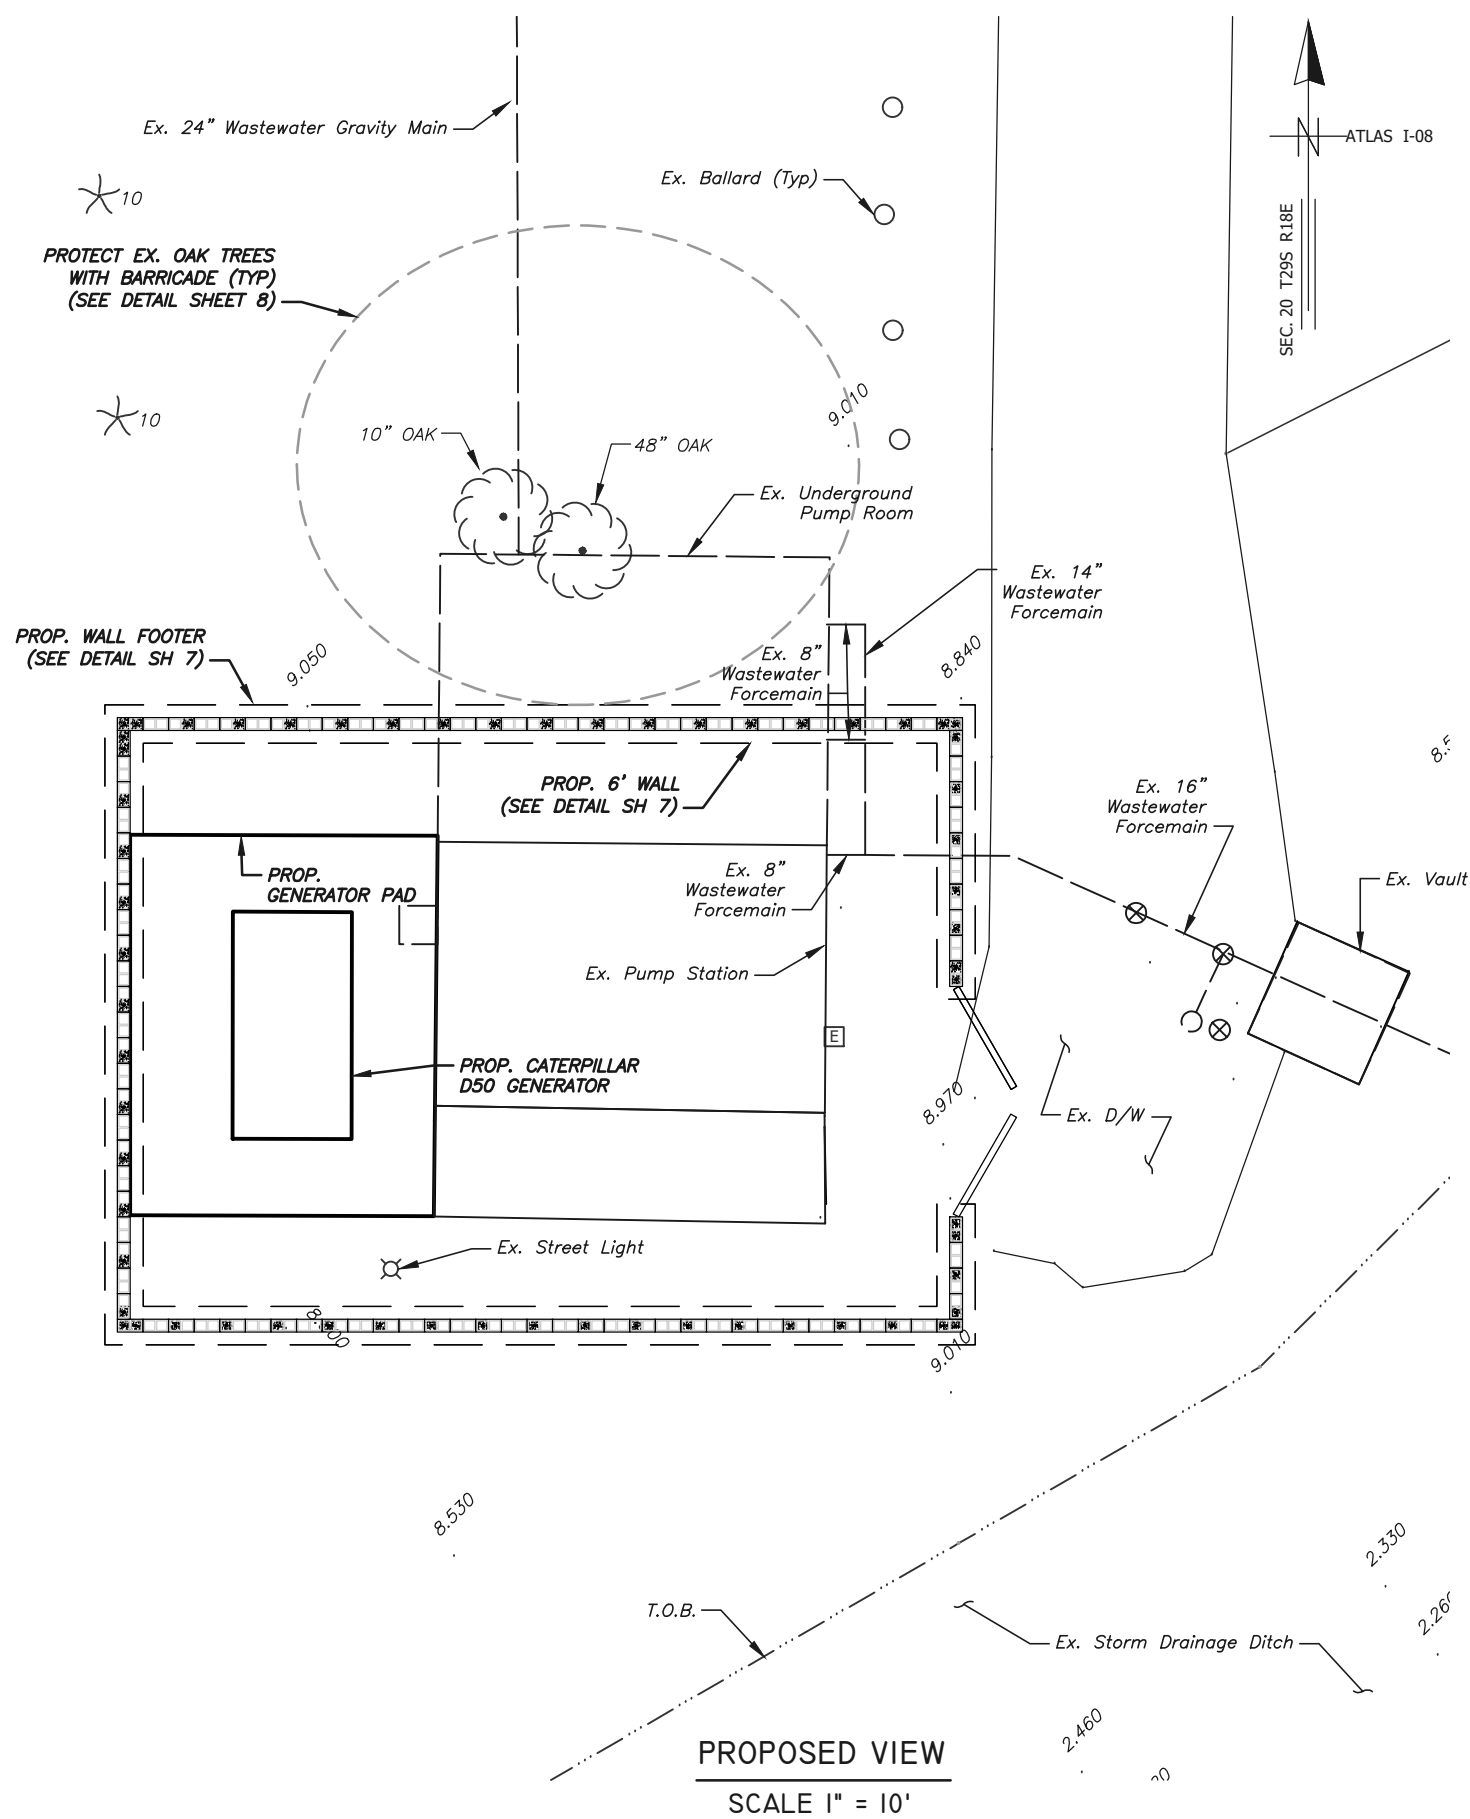 Ex. 24" Wastewater Gravity Main
ATLAS I-08
Ex. Ballard (Typ)
10
SEC. 20 T29S R18E
PROTECT EX. OAK TREES
WITH BARRICADE (TYP)
(SEE DETAIL SHEET 8)
9.010
10
10" OAK
48" OAK
Ex. Underground
Pump Room
Ex. 14"
Wastewater
Forcemain
PROP. WALL FOOTER
(SEE DETAIL SH 7)
9.050
Ex. 8"
Wastewater
Forcemain
8.840
PROP. 6' WALL
(SEE DETAIL SH 7)
Ex. 16"
Wastewater
Forcemain
PROP.
GENERATOR PAD
Ex. 8"
Wastewater
Forcemain
Ex. Vault
Ex. Pump Station
E
PROP. CATERPILLAR
D50 GENERATOR
8.970
Ex. D/W
Ex. Street Light
9.010
8.530
2.330
T.O.B.
Ex. Storm Drainage Ditch
2.460
PROPOSED VIEW
SCALE 1" = 10'